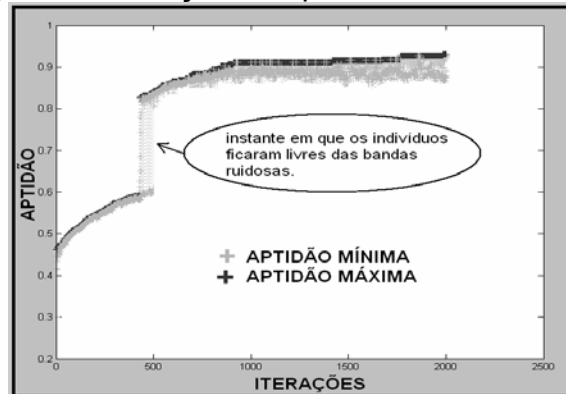 1
0.9
0.8
0.7
0.6
0.5
0.4
0.3
0.2
APTIDÃO
instante em que os indivíduos
ficaram livres das bandas
ruidosas.
+ APTIDÃO MÍNIMA
+ APTIDÃO MÁXIMA
0 500 1000 1500 2000 2500
ITERAÇÕES